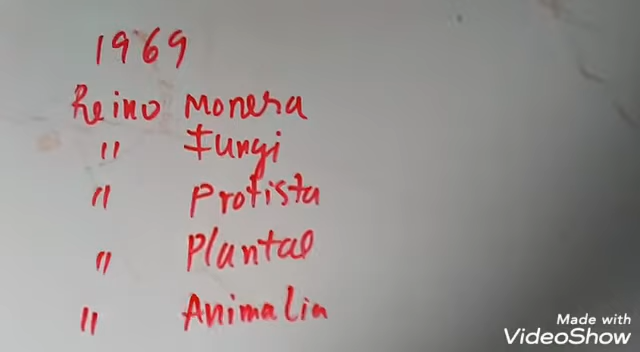 1969
Reino Monera
" Fungi
" Protista
" Plantae
" Animalia
Made with
VideoShow